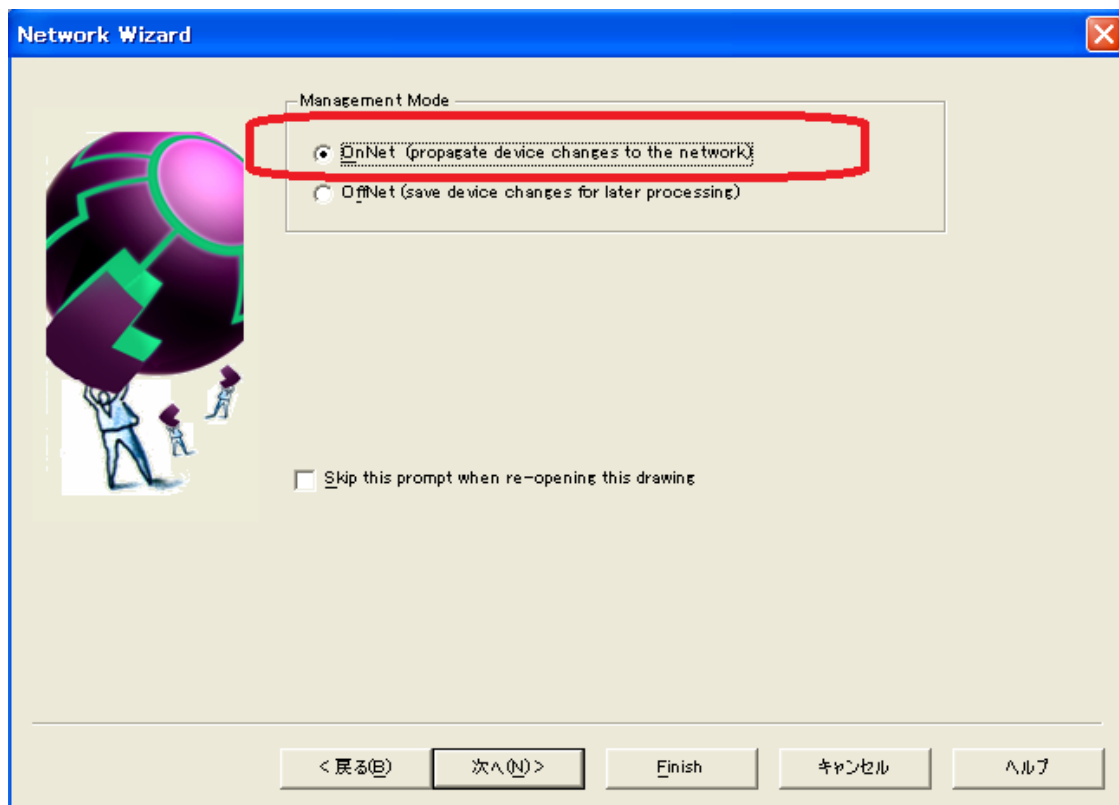 Network Wizard
Management Mode
OnNet (propagate device changes to the network)
OffNet (save device changes for later processing)
Skip this prompt when re-opening this drawing
< 戻る(B)
次へ(N) >
Finish
キャンセル
ヘルプ